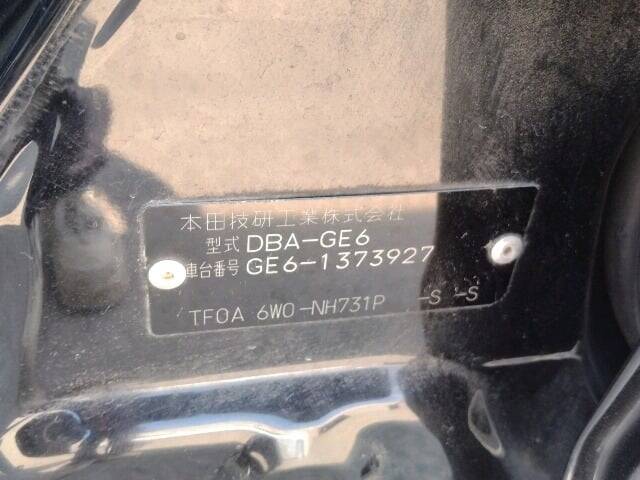 本田技研工業株式会社
型式 DBA-GE6
車台番号 GE6-1373927
TF0A 6W0-NH731P -S -S